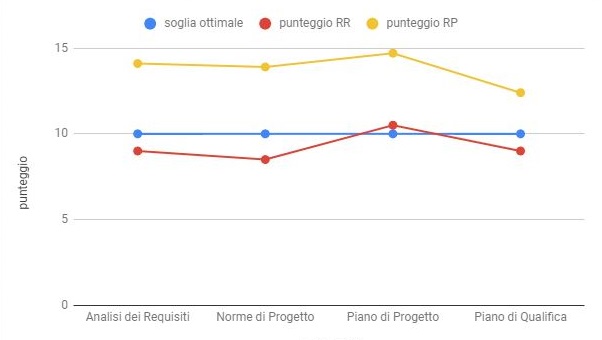 soglia ottimale punteggio RR punteggio RP
15
10
5
0
punteggio
Analisi dei Requisiti Norme di Progetto Piano di Progetto Piano di Qualifica